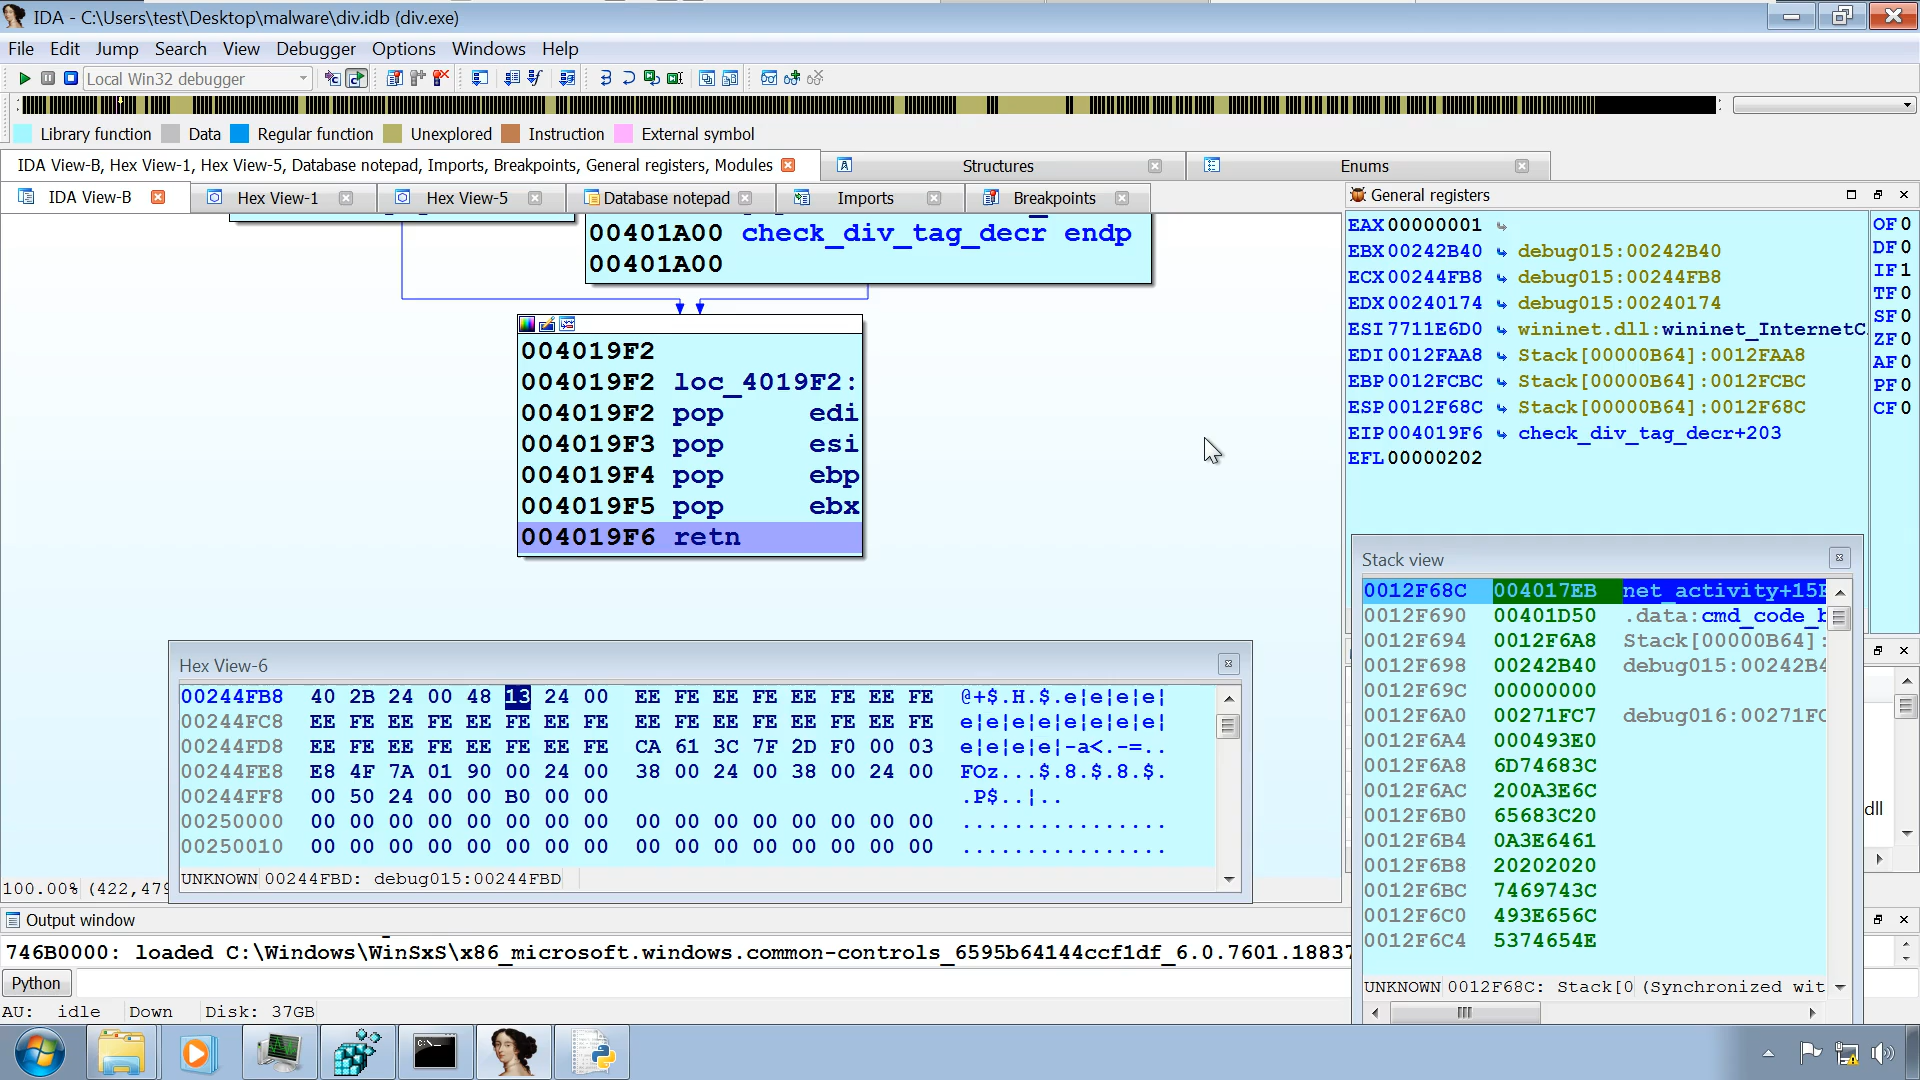 IDA - C:\Users\test\Desktop\malware\div.idb (div.exe)
File Edit Jump Search View Debugger Options Windows Help
Local Win32 debugger
Library function Data Regular function Unexplored Instruction External symbol
IDA View-B, Hex View-1, Hex View-5, Database notepad, Imports, Breakpoints, General registers, Modules Structures Enums
IDA View-B Hex View-1 Hex View-5 Database notepad Imports Breakpoints
00401A00 check_div_tag_decr endp
00401A00
004019F2
004019F2 loc_4019F2:
004019F2 pop edi
004019F3 pop esi
004019F4 pop ebp
004019F5 pop ebx
004019F6 retn
General registers
EAX 00000001
EBX 00242B40 debug015:00242B40
ECX 00244FB8 debug015:00244FB8
EDX 00240174 debug015:00240174
ESI 7711E6D0 wininet.dll:wininet_InternetC
EDI 0012FAA8 Stack[00000B64]:0012FAA8
EBP 0012FCBC Stack[00000B64]:0012FCBC
ESP 0012F68C Stack[00000B64]:0012F68C
EIP 004019F6 check_div_tag_decr+203
EFL 00000202
OF 0
DF 0
IF 1
TF 0
SF 0
ZF 0
AF 0
PF 0
CF 0
Stack view
0012F68C 004017EB net_activity+15
0012F690 00401D50 .data:cmd_code_
0012F694 0012F6A8 Stack[00000B64]:
0012F698 00242B40 debug015:00242B4
0012F69C 00000000
0012F6A0 00271FC7 debug016:00271FC
0012F6A4 000493E0
0012F6A8 6D74683C
0012F6AC 200A3E6C
0012F6B0 65683C20
0012F6B4 0A3E6461
0012F6B8 20202020
0012F6BC 7469743C
0012F6C0 493E656C
0012F6C4 5374654E
UNKNOWN 0012F68C: Stack[0 (Synchronized wit
dll
Hex View-6
00244FB8 40 2B 24 00 48 13 24 00 EE FE EE FE EE FE EE FE @+$.H.$.e¦e¦e¦e¦
00244FC8 EE FE EE FE EE FE EE FE EE FE EE FE EE FE EE FE e¦e¦e¦e¦e¦e¦e¦e¦
00244FD8 EE FE EE FE EE FE EE FE CA 61 3C 7F 2D F0 00 03 e¦e¦e¦e¦-a<.-=..
00244FE8 E8 4F 7A 01 90 00 24 00 38 00 24 00 38 00 24 00 FOz...$.8.$.8.$.
00244FF8 00 50 24 00 00 B0 00 00 .P$..¦..
00250000 00 00 00 00 00 00 00 00 00 00 00 00 00 00 00 00 ................
00250010 00 00 00 00 00 00 00 00 00 00 00 00 00 00 00 00 ................
UNKNOWN 00244FBD: debug015:00244FBD
100.00% (422,479
Output window
746B0000: loaded C:\Windows\WinSxS\x86_microsoft.windows.common-controls_6595b64144ccf1df_6.0.7601.18837
Python
AU: idle Down Disk: 37GB